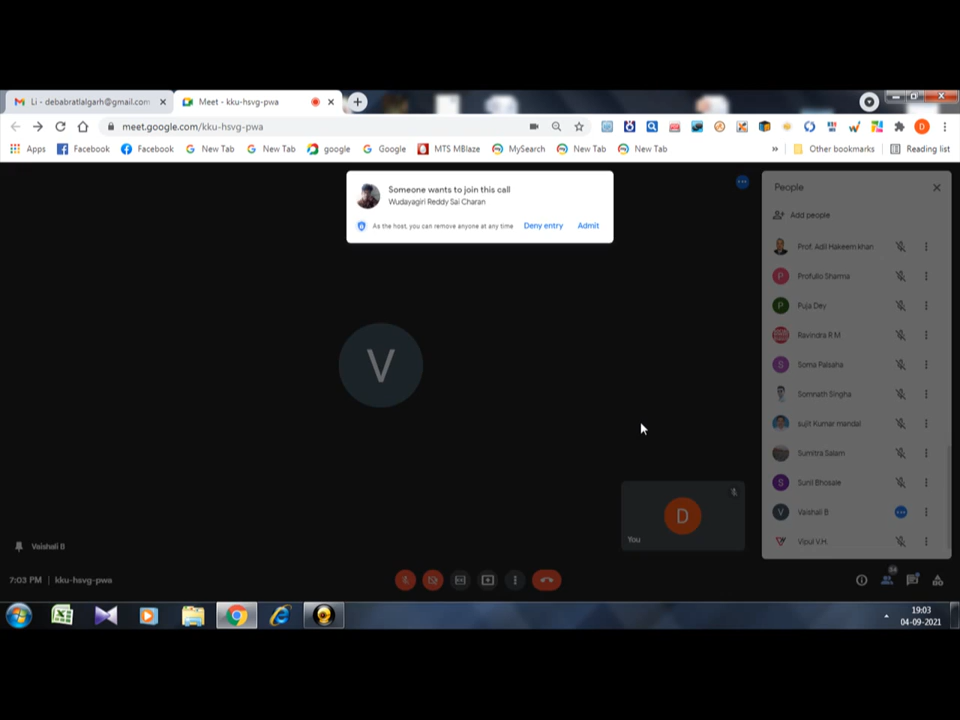 Li - debabratlalgarh@gmail.com
Meet - kku-hsvg-pwa
meet.google.com/kku-hsvg-pwa
D
Apps
Facebook
Facebook
New Tab
New Tab
google
Google
MTS MBlaze
MySearch
New Tab
New Tab
»
Other bookmarks
Reading list
Someone wants to join this call
Wudayagiri Reddy Sai Charan
As the host, you can remove anyone at any time
Deny entry
Admit
People
Add people
Prof. Adil Hakeem khan
P
Profullo Sharma
P
Puja Dey
Ravindra R M
S
Soma Palsana
Somnath Singha
sujit Kumar mandal
Sumitra Salam
S
Sunil Bhosale
V
Vaishali B
Vipul V.H.
V
D
You
Vaishali B
7:03 PM | kku-hsvg-pwa
19:03
04-09-2021